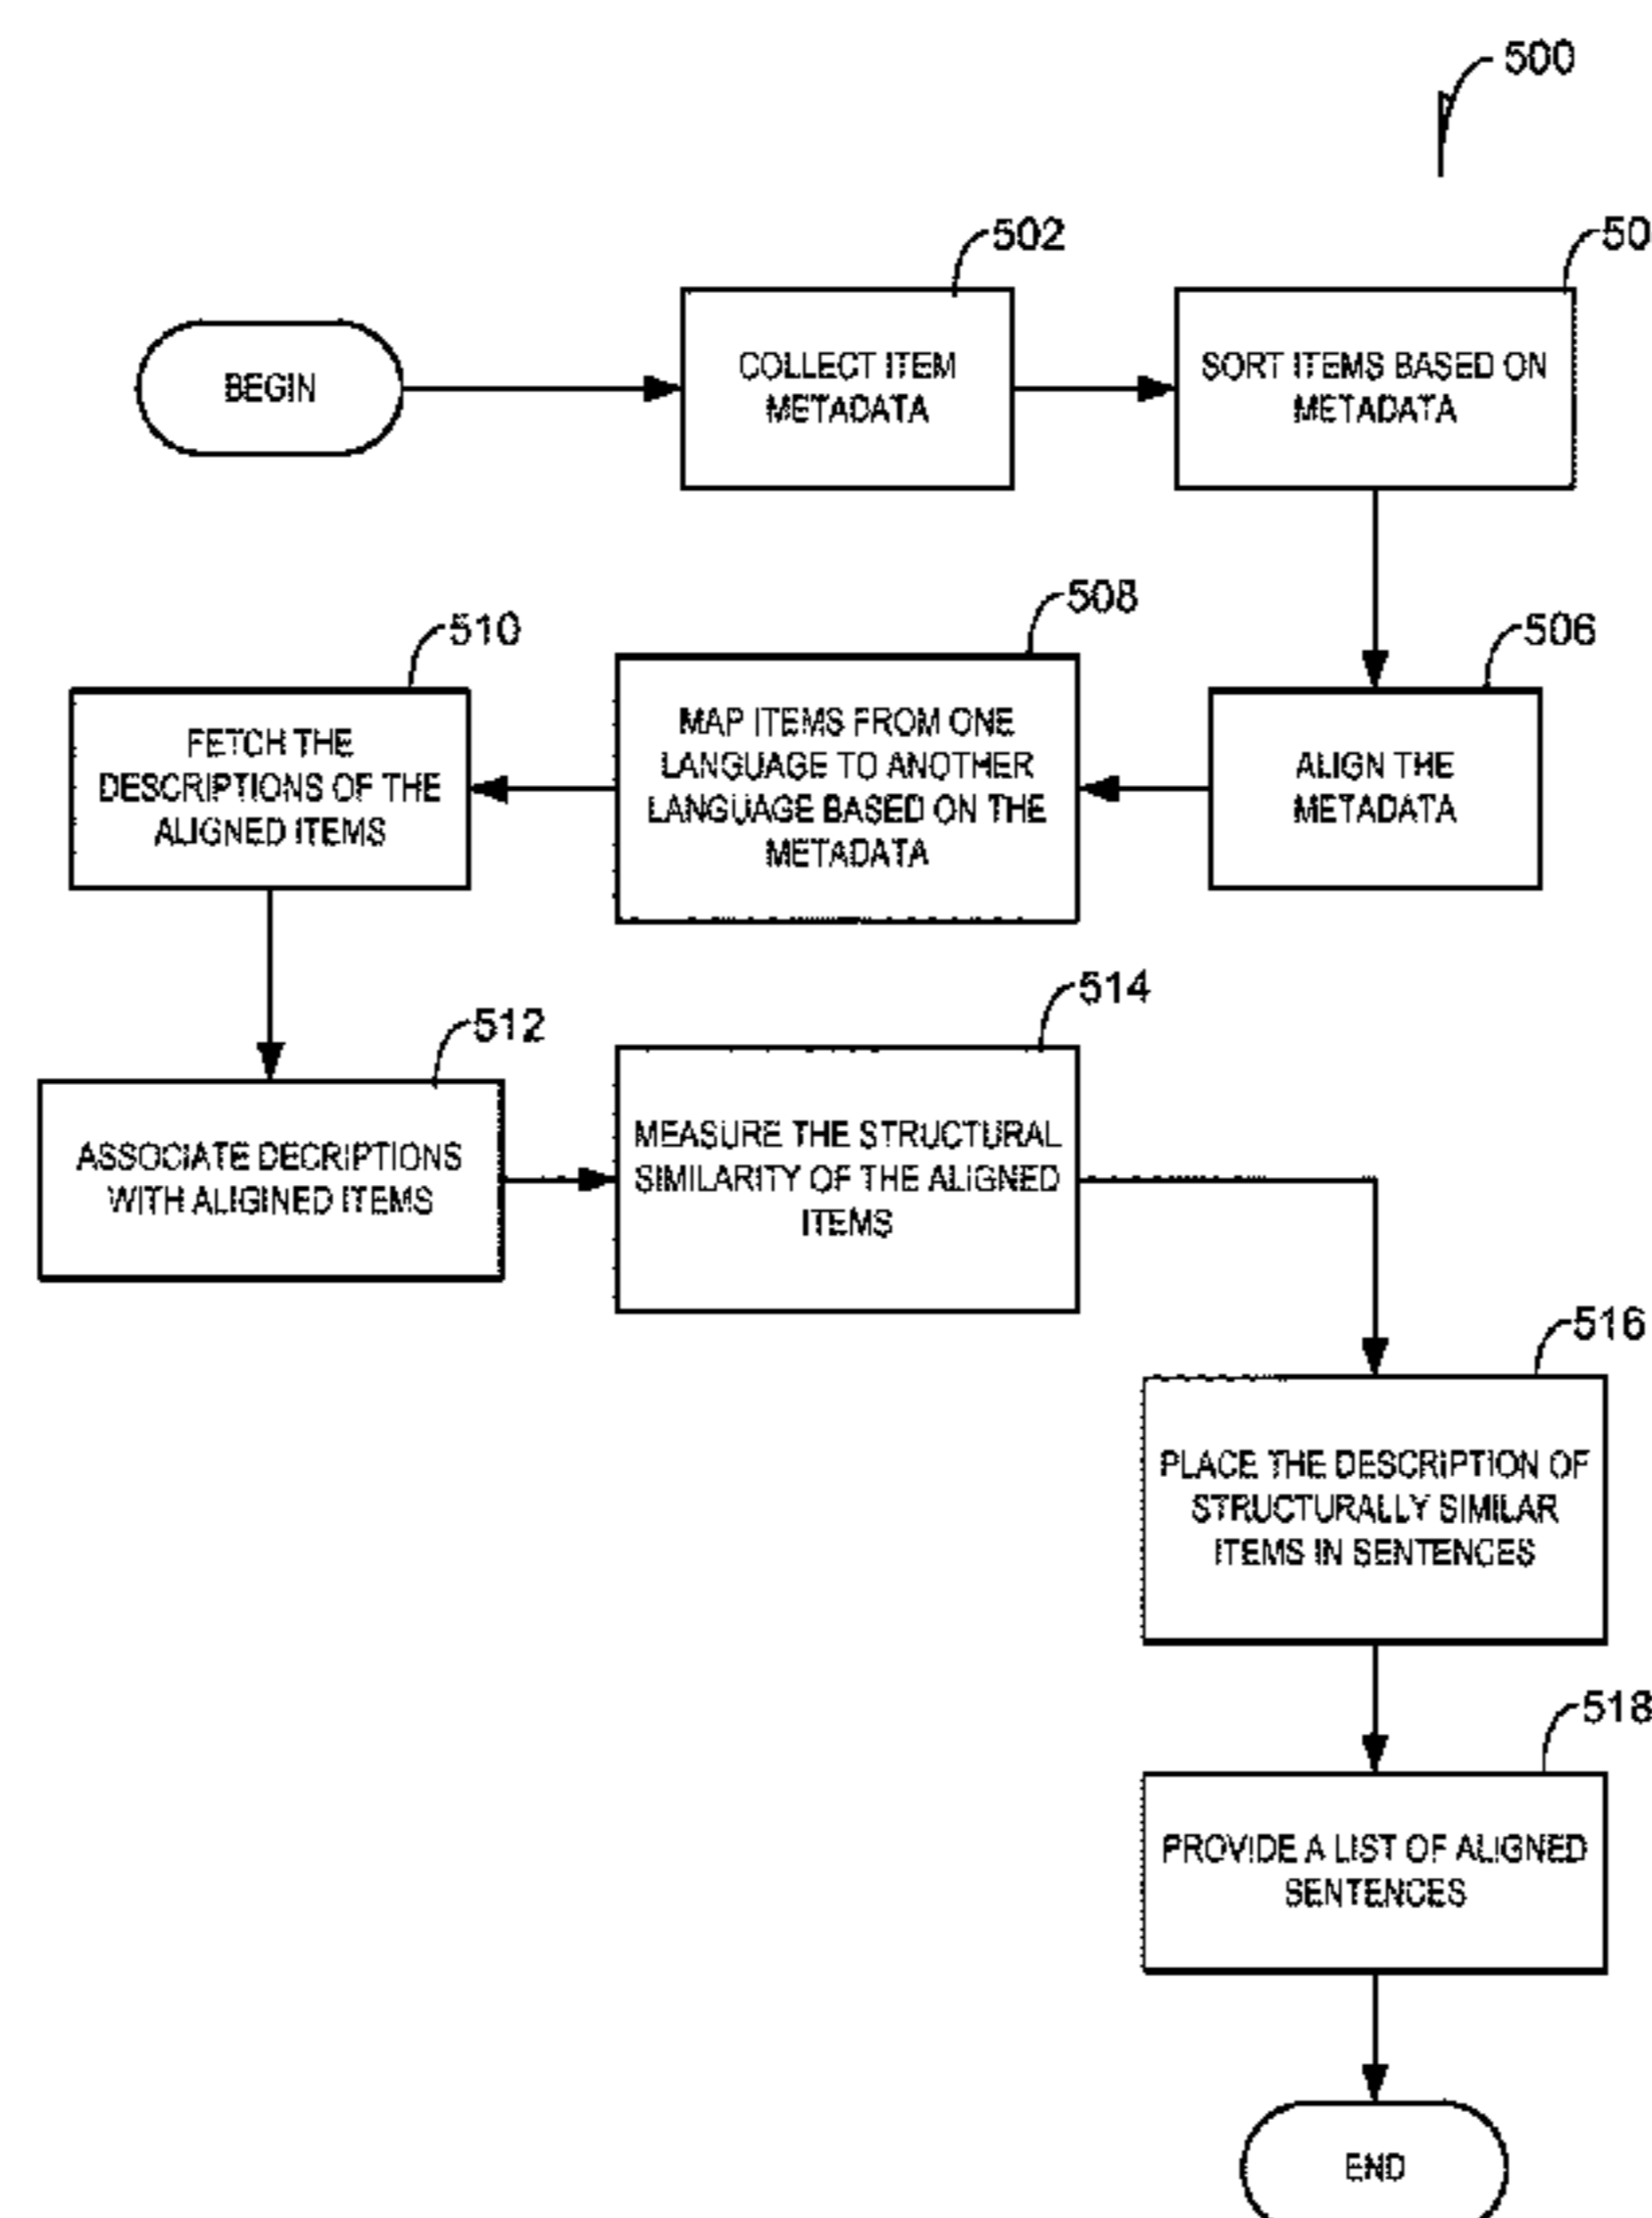 500
502
50
BEGIN
COLLECT ITEM
METADATA
SORT ITEMS BASED ON
METADATA
510
508
506
FETCH THE
DESCRIPTIONS OF THE
ALIGNED ITEMS
MAP ITEMS FROM ONE
LANGUAGE TO ANOTHER
LANGUAGE BASED ON THE
METADATA
ALIGN THE
METADATA
512
514
ASSOCIATE DECRIPTIONS
WITH ALIGINED ITEMS
MEASURE THE STRUCTURAL
SIMILARITY OF THE ALIGNED
ITEMS
516
PLACE THE DESCRIPTION OF
STRUCTURALLY SIMILAR
ITEMS IN SENTENCES
518
PROVIDE A LIST OF ALIGNED
SENTENCES
END